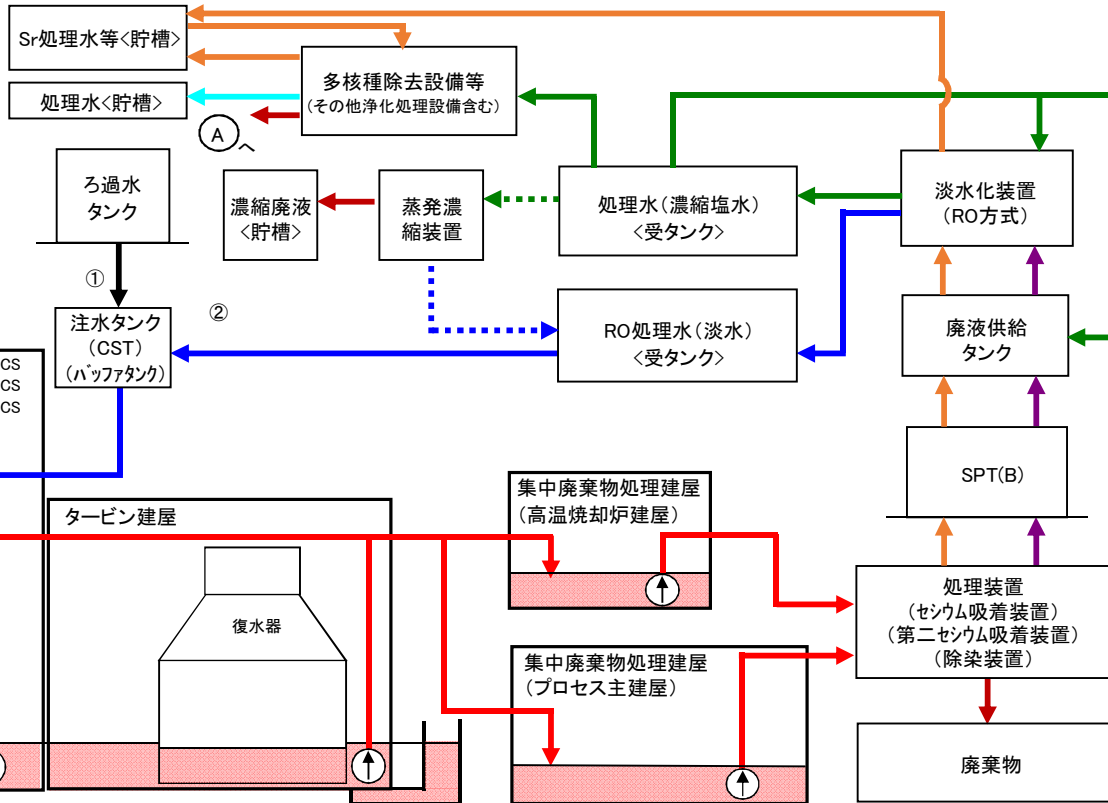 Sr処理水等<貯槽>
処理水<貯槽>
多核種除去設備等
(その他浄化処理設備含む)
A
へ
ろ過水
タンク
濃縮廃液
<貯槽>
蒸発濃
縮装置
処理水(濃縮塩水)
<受タンク>
淡水化装置
(RO方式)
①
②
注水タンク
(CST)
(バッファタンク)
RO処理水(淡水)
<受タンク>
廃液供給
タンク
CS
CS
CS
SPT(B)
タービン建屋
復水器
集中廃棄物処理建屋
(高温焼却炉建屋)
集中廃棄物処理建屋
(プロセス主建屋)
処理装置
(セシウム吸着装置)
(第二セシウム吸着装置)
(除染装置)
廃棄物